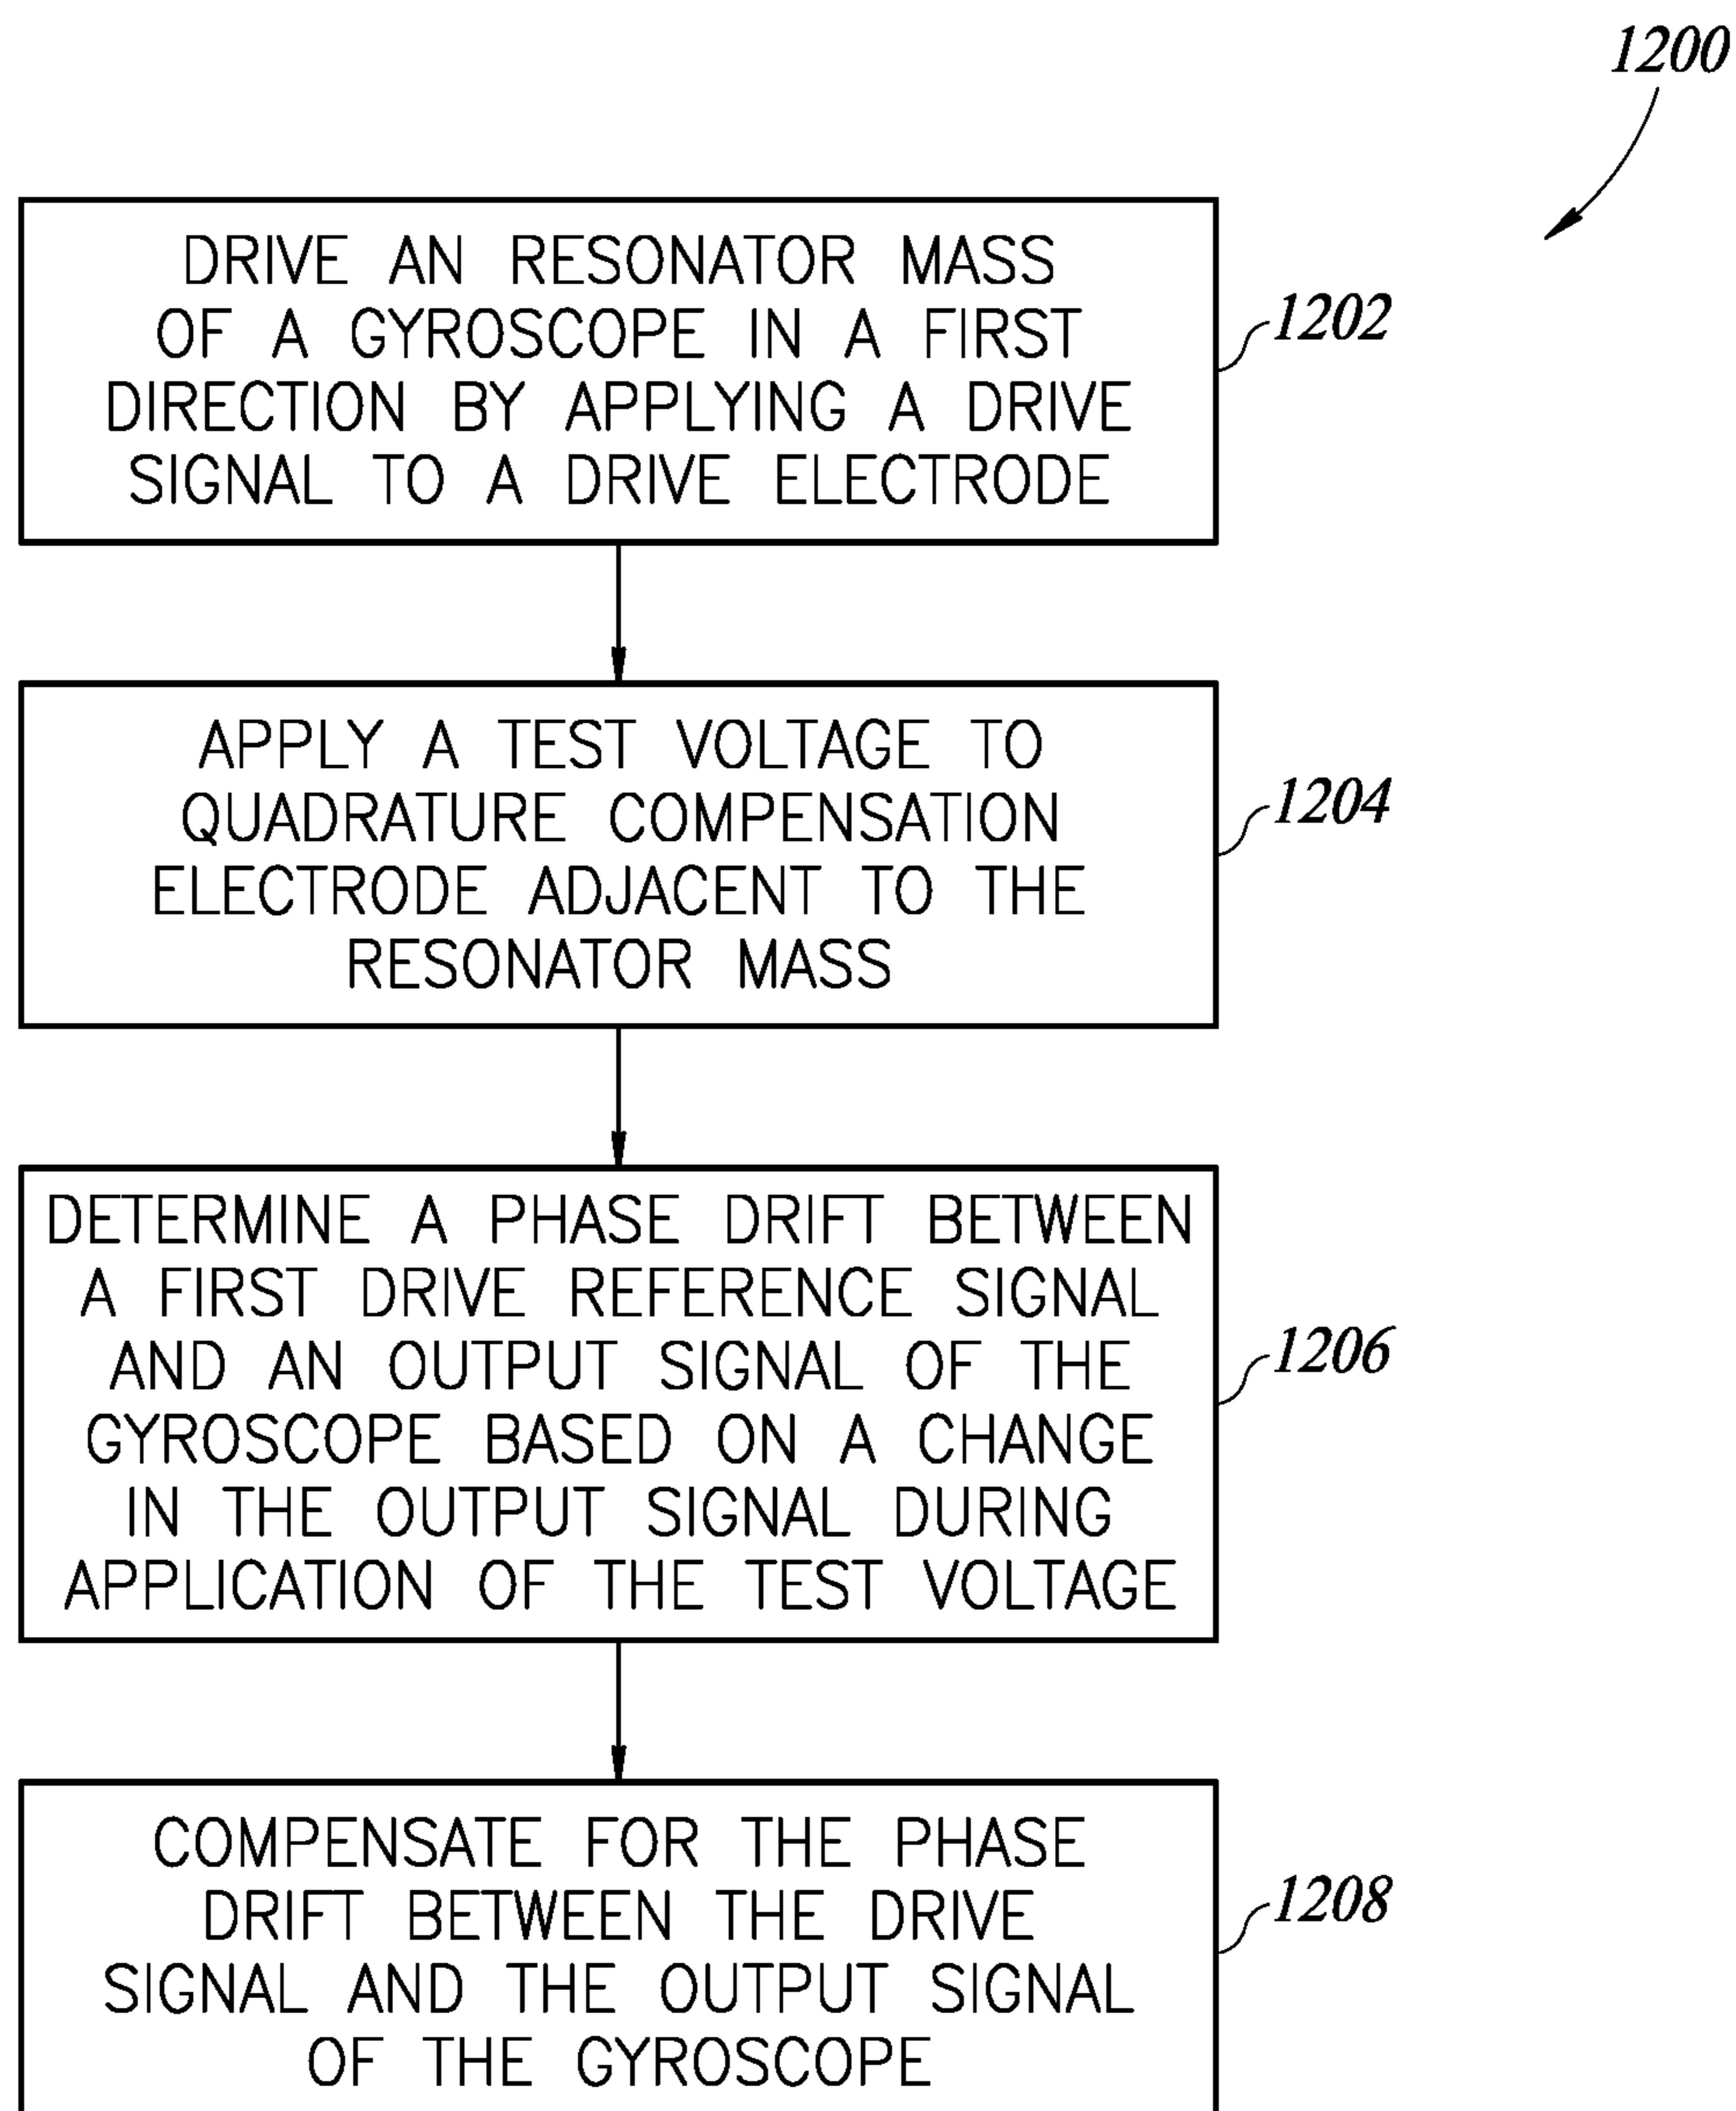 1200
DRIVE AN RESONATOR MASS
OF A GYROSCOPE IN A FIRST
DIRECTION BY APPLYING A DRIVE
SIGNAL TO A DRIVE ELECTRODE
1202
APPLY A TEST VOLTAGE TO
QUADRATURE COMPENSATION
ELECTRODE ADJACENT TO THE
RESONATOR MASS
1204
DETERMINE A PHASE DRIFT BETWEEN
A FIRST DRIVE REFERENCE SIGNAL
AND AN OUTPUT SIGNAL OF THE
GYROSCOPE BASED ON A CHANGE
IN THE OUTPUT SIGNAL DURING
APPLICATION OF THE TEST VOLTAGE
1206
COMPENSATE FOR THE PHASE
DRIFT BETWEEN THE DRIVE
SIGNAL AND THE OUTPUT SIGNAL
OF THE GYROSCOPE
1208